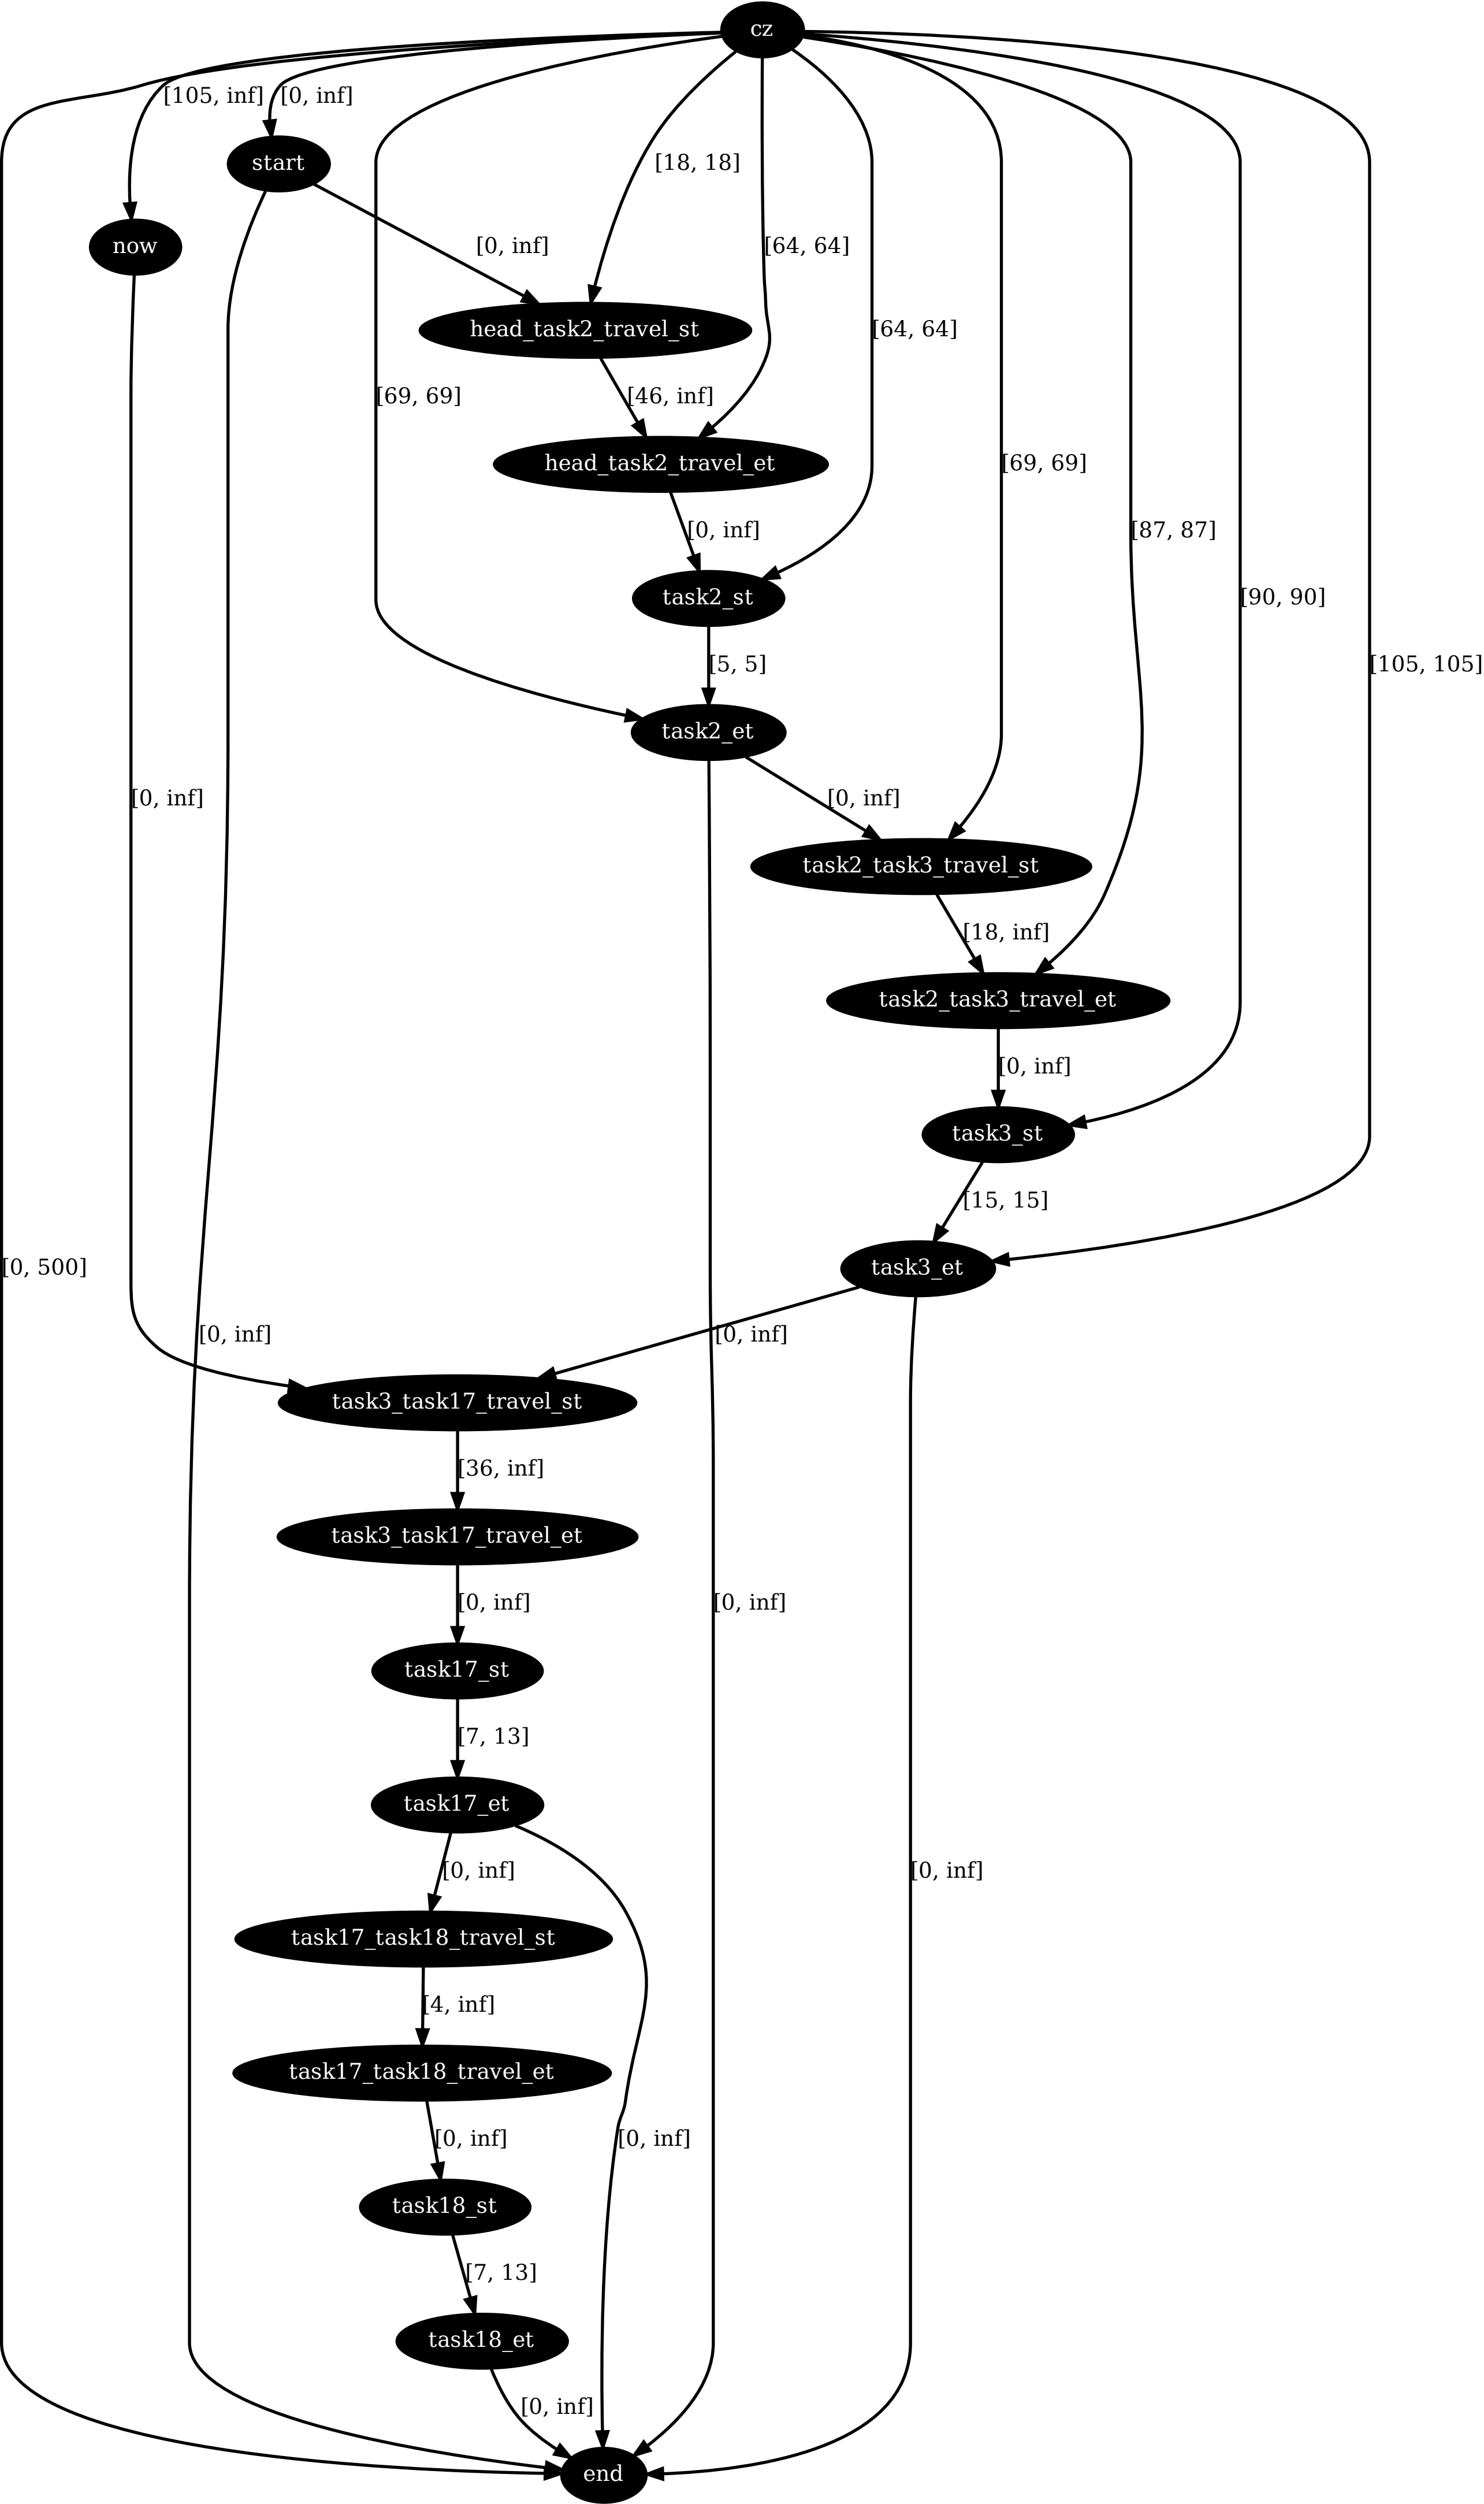 cz
[105, inf]
[0, inf]
start
[18, 18]
now
[0, inf]
[64, 64]
head_task2_travel_st
[64, 64]
[69, 69]
[46, inf]
head_task2_travel_et
[69, 69]
[0, inf]
[87, 87]
task2_st
[90, 90]
[5, 5]
[105, 105]
task2_et
[0, inf]
[0, inf]
task2_task3_travel_st
[18, inf]
task2_task3_travel_et
[0, inf]
task3_st
[15, 15]
[0, 500]
task3_et
[0, inf]
[0, inf]
task3_task17_travel_st
[36, inf]
task3_task17_travel_et
[0, inf]
[0, inf]
task17_st
[7, 13]
task17_et
[0, inf]
[0, inf]
task17_task18_travel_st
[4, inf]
task17_task18_travel_et
[0, inf]
[0, inf]
task18_st
[7, 13]
task18_et
[0, inf]
end